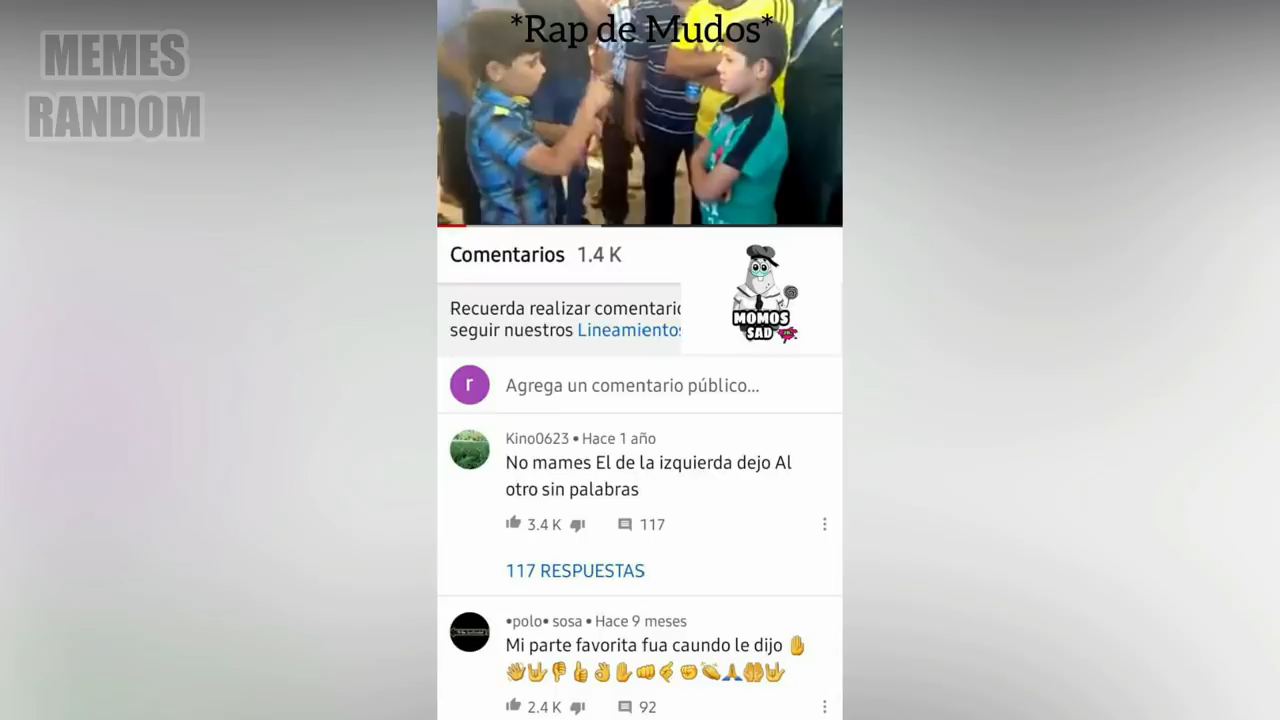 *Rap de Mudos*
MEMES
RANDOM
Comentarios 1.4 K
MOMOS
SAD
Recuerda realizar comentario
seguir nuestros Lineamientos
r
Agrega un comentario público...
Kino0623 • Hace 1 año
No mames El de la izquierda dejo Al
otro sin palabras
3.4 K 117
117 RESPUESTAS
•polo• sosa • Hace 9 meses
Mi parte favorita fua caundo le dijo ✋
👋🤟👎👍👌✋👊🤙✊👏🙏🤲🤟
2.4 K 92